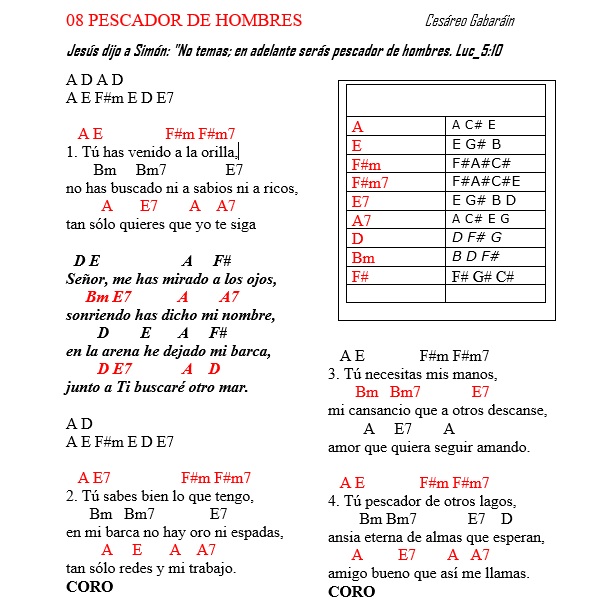 08 PESCADOR DE HOMBRES Cesáreo Gabaráin
Jesús dijo a Simón: "No temas; en adelante serás pescador de hombres. Luc_5:10
A D A D
A E F#m E D E7
A E F#m F#m7
1. Tú has venido a la orilla,
Bm Bm7 E7
no has buscado ni a sabios ni a ricos,
A E7 A A7
tan sólo quieres que yo te siga
D E A F#
Señor, me has mirado a los ojos,
Bm E7 A A7
sonriendo has dicho mi nombre,
D E A F#
en la arena he dejado mi barca,
D E7 A D
junto a Ti buscaré otro mar.
A D
A E F#m E D E7
A E7 F#m F#m7
2. Tú sabes bien lo que tengo,
Bm Bm7 E7
en mi barca no hay oro ni espadas,
A E A A7
tan sólo redes y mi trabajo.
CORO
A A C# E
E E G# B
F#m F#A#C#
F#m7 F#A#C#E
E7 E G# B D
A7 A C# E G
D D F# G
Bm B D F#
F# F# G# C#
A E F#m F#m7
3. Tú necesitas mis manos,
Bm Bm7 E7
mi cansancio que a otros descanse,
A E7 A
amor que quiera seguir amando.
A E F#m F#m7
4. Tú pescador de otros lagos,
Bm Bm7 E7 D
ansia eterna de almas que esperan,
A E7 A A7
amigo bueno que así me llamas.
CORO